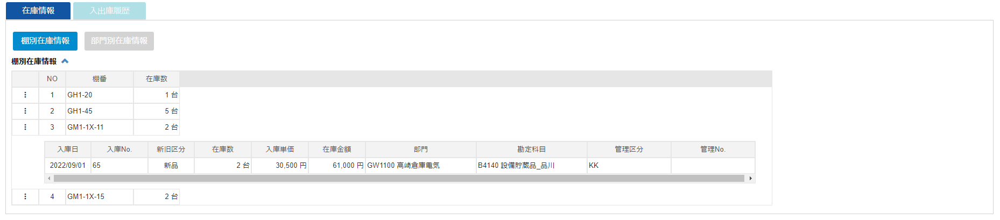 在庫情報 入出庫履歴
棚別在庫情報 部門別在庫情報
棚別在庫情報
NO 棚番 在庫数
1 GH1-20 1 台
2 GH1-45 5 台
3 GM1-1X-11 2 台
入庫日 入庫No. 新旧区分 在庫数 入庫単価 在庫金額 部門 勘定科目 管理区分 管理No.
2022/09/01 65 新品 2 台 30,500 円 61,000 円 GW1100 高崎倉庫電気 B4140 設備貯蔵品_品川 KK
4 GM1-1X-15 2 台